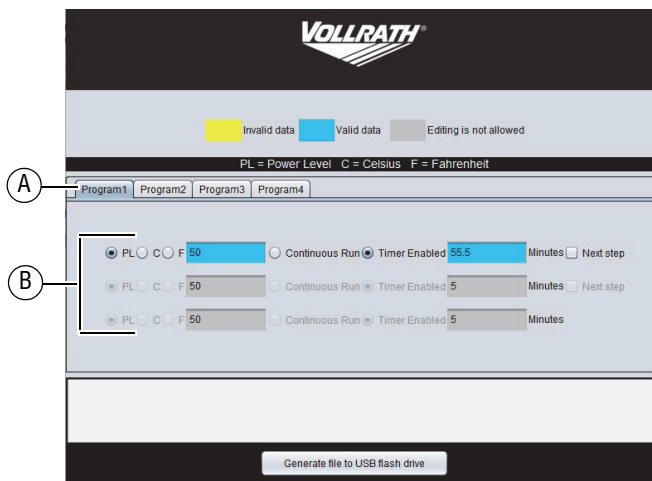 VOLLRATH®
Invalid data Valid data Editing is not allowed
PL = Power Level C = Celsius F = Fahrenheit
A
Program1 Program2 Program3 Program4
B
PL C F 50 Continuous Run Timer Enabled 55.5 Minutes Next step
PL C F 50 Continuous Run Timer Enabled 5 Minutes Next step
PL C F 50 Continuous Run Timer Enabled 5 Minutes
Generate file to USB flash drive